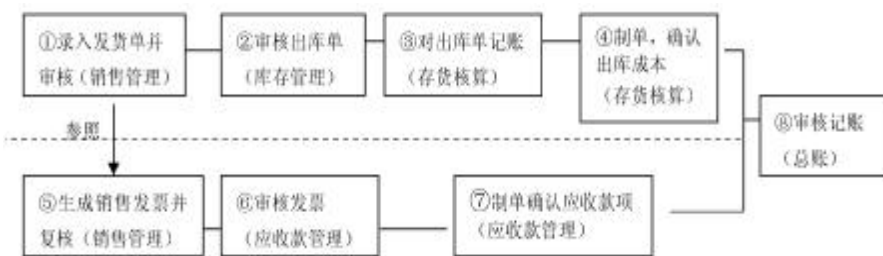 ①录入发货单并
审核(销售管理)
②审核出库单
(库存管理)
③对出库单记账
(存货核算)
④制单，确认
出库成本
(存货核算)
参照
⑧审核记账
(总账)
⑤生成销售发票并
复核(销售管理)
⑥审核发票
(应收款管理)
⑦制单确认应收款项
(应收款管理)